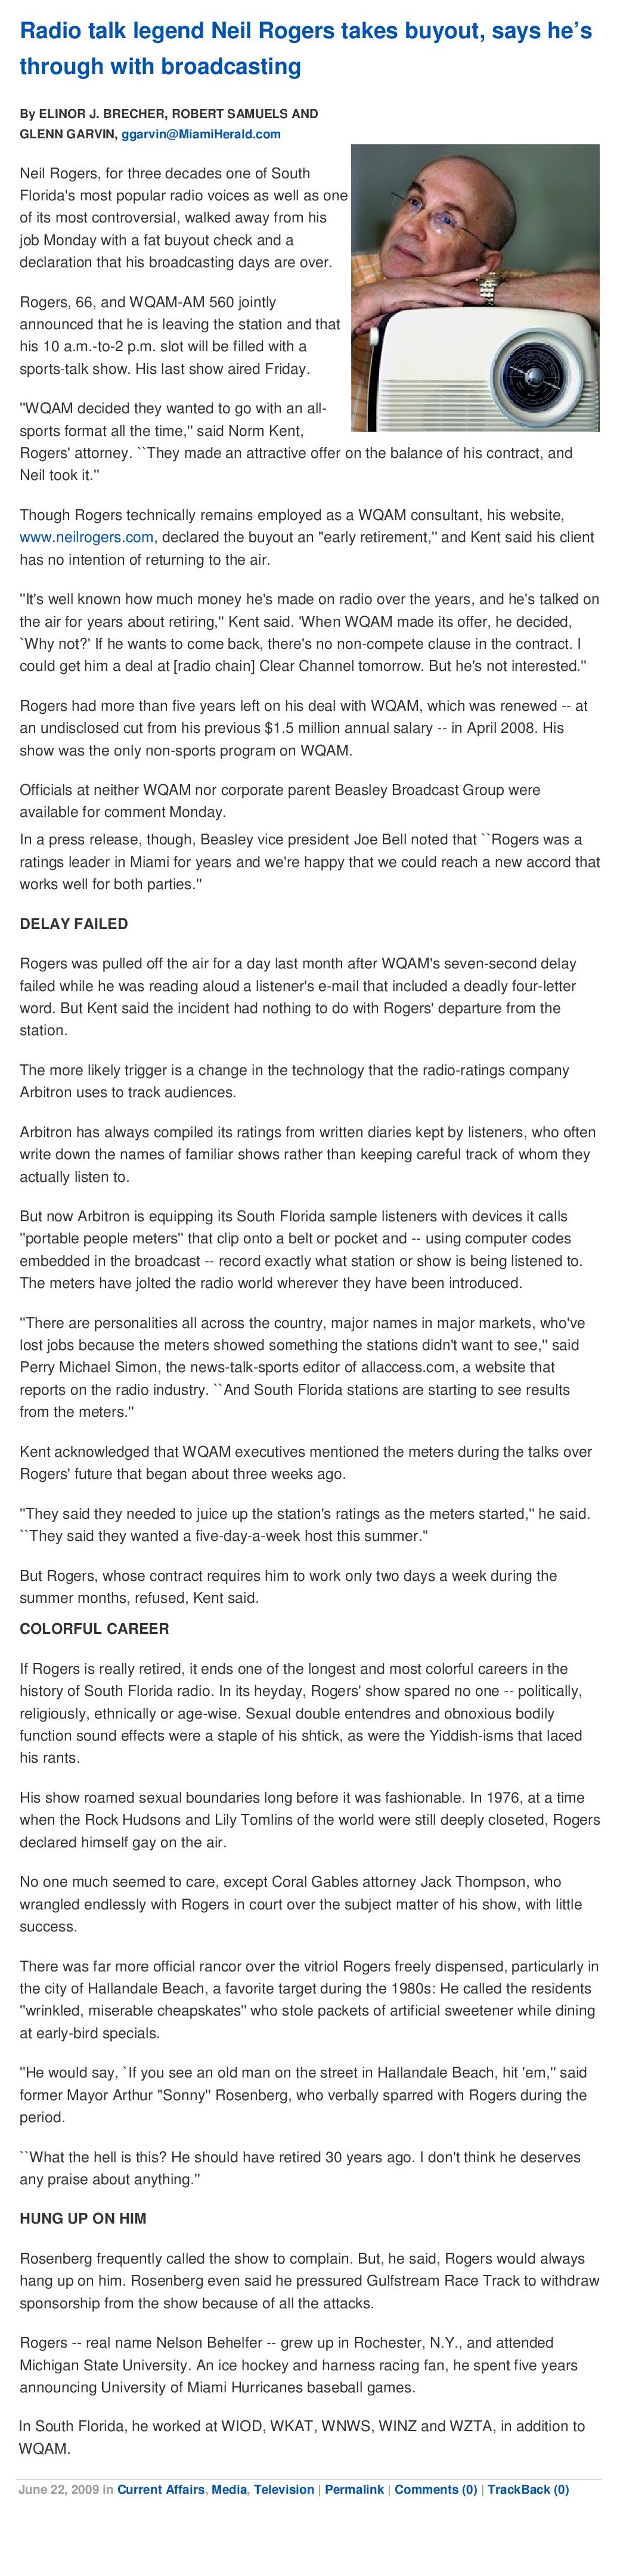 Radio talk legend Neil Rogers takes buyout, says he's
through with broadcasting
By ELINOR J. BRECHER, ROBERT SAMUELS AND
GLENN GARVIN, ggarvin@MiamiHerald.com
Neil Rogers, for three decades one of South
Florida's most popular radio voices as well as one
of its most controversial, walked away from his
job Monday with a fat buyout check and a
declaration that his broadcasting days are over.
Rogers, 66, and WQAM-AM 560 jointly
announced that he is leaving the station and that
his 10 a.m.-to-2 p.m. slot will be filled with a
sports-talk show. His last show aired Friday.
''WQAM decided they wanted to go with an all-
sports format all the time,'' said Norm Kent,
Rogers' attorney. ``They made an attractive offer on the balance of his contract, and
Neil took it.''
Though Rogers technically remains employed as a WQAM consultant, his website,
www.neilrogers.com, declared the buyout an "early retirement,'' and Kent said his client
has no intention of returning to the air.
''It's well known how much money he's made on radio over the years, and he's talked on
the air for years about retiring,'' Kent said. 'When WQAM made its offer, he decided,
`Why not?' If he wants to come back, there's no non-compete clause in the contract. I
could get him a deal at [radio chain] Clear Channel tomorrow. But he's not interested.''
Rogers had more than five years left on his deal with WQAM, which was renewed -- at
an undisclosed cut from his previous $1.5 million annual salary -- in April 2008. His
show was the only non-sports program on WQAM.
Officials at neither WQAM nor corporate parent Beasley Broadcast Group were
available for comment Monday.
In a press release, though, Beasley vice president Joe Bell noted that ``Rogers was a
ratings leader in Miami for years and we're happy that we could reach a new accord that
works well for both parties.''
DELAY FAILED
Rogers was pulled off the air for a day last month after WQAM's seven-second delay
failed while he was reading aloud a listener's e-mail that included a deadly four-letter
word. But Kent said the incident had nothing to do with Rogers' departure from the
station.
The more likely trigger is a change in the technology that the radio-ratings company
Arbitron uses to track audiences.
Arbitron has always compiled its ratings from written diaries kept by listeners, who often
write down the names of familiar shows rather than keeping careful track of whom they
actually listen to.
But now Arbitron is equipping its South Florida sample listeners with devices it calls
''portable people meters'' that clip onto a belt or pocket and -- using computer codes
embedded in the broadcast -- record exactly what station or show is being listened to.
The meters have jolted the radio world wherever they have been introduced.
''There are personalities all across the country, major names in major markets, who've
lost jobs because the meters showed something the stations didn't want to see,'' said
Perry Michael Simon, the news-talk-sports editor of allaccess.com, a website that
reports on the radio industry. ``And South Florida stations are starting to see results
from the meters.''
Kent acknowledged that WQAM executives mentioned the meters during the talks over
Rogers' future that began about three weeks ago.
''They said they needed to juice up the station's ratings as the meters started,'' he said.
``They said they wanted a five-day-a-week host this summer."
But Rogers, whose contract requires him to work only two days a week during the
summer months, refused, Kent said.
COLORFUL CAREER
If Rogers is really retired, it ends one of the longest and most colorful careers in the
history of South Florida radio. In its heyday, Rogers' show spared no one -- politically,
religiously, ethnically or age-wise. Sexual double entendres and obnoxious bodily
function sound effects were a staple of his shtick, as were the Yiddish-isms that laced
his rants.
His show roamed sexual boundaries long before it was fashionable. In 1976, at a time
when the Rock Hudsons and Lily Tomlins of the world were still deeply closeted, Rogers
declared himself gay on the air.
No one much seemed to care, except Coral Gables attorney Jack Thompson, who
wrangled endlessly with Rogers in court over the subject matter of his show, with little
success.
There was far more official rancor over the vitriol Rogers freely dispensed, particularly in
the city of Hallandale Beach, a favorite target during the 1980s: He called the residents
''wrinkled, miserable cheapskates'' who stole packets of artificial sweetener while dining
at early-bird specials.
''He would say, `If you see an old man on the street in Hallandale Beach, hit 'em,'' said
former Mayor Arthur "Sonny'' Rosenberg, who verbally sparred with Rogers during the
period.
``What the hell is this? He should have retired 30 years ago. I don't think he deserves
any praise about anything.''
HUNG UP ON HIM
Rosenberg frequently called the show to complain. But, he said, Rogers would always
hang up on him. Rosenberg even said he pressured Gulfstream Race Track to withdraw
sponsorship from the show because of all the attacks.
Rogers -- real name Nelson Behelfer -- grew up in Rochester, N.Y., and attended
Michigan State University. An ice hockey and harness racing fan, he spent five years
announcing University of Miami Hurricanes baseball games.
In South Florida, he worked at WIOD, WKAT, WNWS, WINZ and WZTA, in addition to
WQAM.
June 22, 2009 in Current Affairs, Media, Television | Permalink | Comments (0) | TrackBack (0)